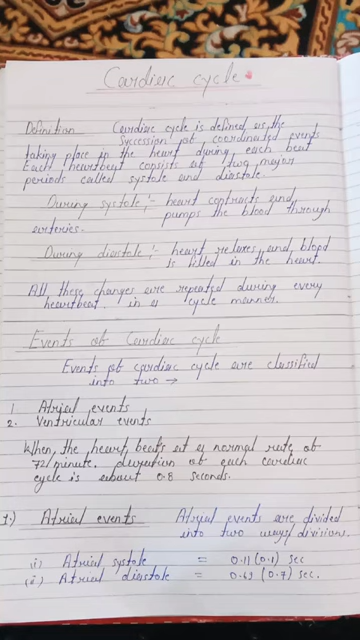 Cardiac cycle
Definition Cardiac cycle is defined as the
Succession of coordinated events
taking place in the heart during each beat
Each heartbeat consists of two major
periods called systole and diastole.
During systole :- heart contracts and
pumps the blood through
arteries.
During diastole :- heart relaxes and blood
is filled in the heart.
All these changes are repeated during every
heartbeat in a cycle manner.
Events of Cardiac cycle
Events of cardiac cycle are classified
into two →
1. Atrial events
2. Ventricular events
When the heart beats at a normal rate of
72/minute. duration of each cardiac
cycle is about 0.8 seconds.
1.) Atrial events Atrial events are divided
into two ways/divisions.
(i) Atrial systole = 0.11 (0.1) Sec
(ii) Atrial diastole = 0.69 (0.7) Sec.